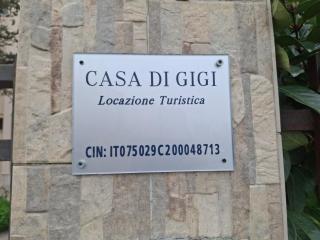 CASA DI GIGI
Locazione Turistica
CIN: IT075029C200048713